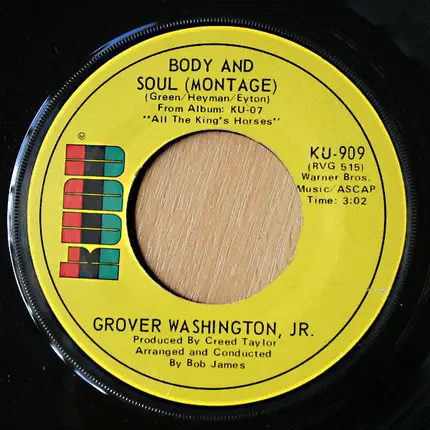 BODY AND
SOUL (MONTAGE)
(Green/Heyman/Eyton)
From Album: KU-07
"All The King's Horses"
KU-909
(RVG 515)
Warner Bros.
Music/ASCAP
Time: 3:02
©
KUDU
GROVER WASHINGTON, JR.
Produced By Creed Taylor
Arranged and Conducted
By Bob James